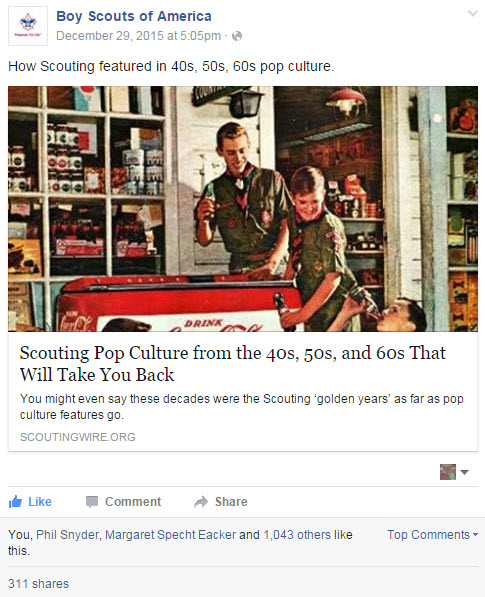 Boy Scouts of America
December 29, 2015 at 5:05pm ·
How Scouting featured in 40s, 50s, 60s pop culture.
DRINK
Scouting Pop Culture from the 40s, 50s, and 60s That
Will Take You Back
You might even say these decades were the Scouting 'golden years' as far as pop
culture features go.
SCOUTINGWIRE.ORG
Like Comment Share
You, Phil Snyder, Margaret Specht Eacker and 1,043 others like
this.
Top Comments
311 shares